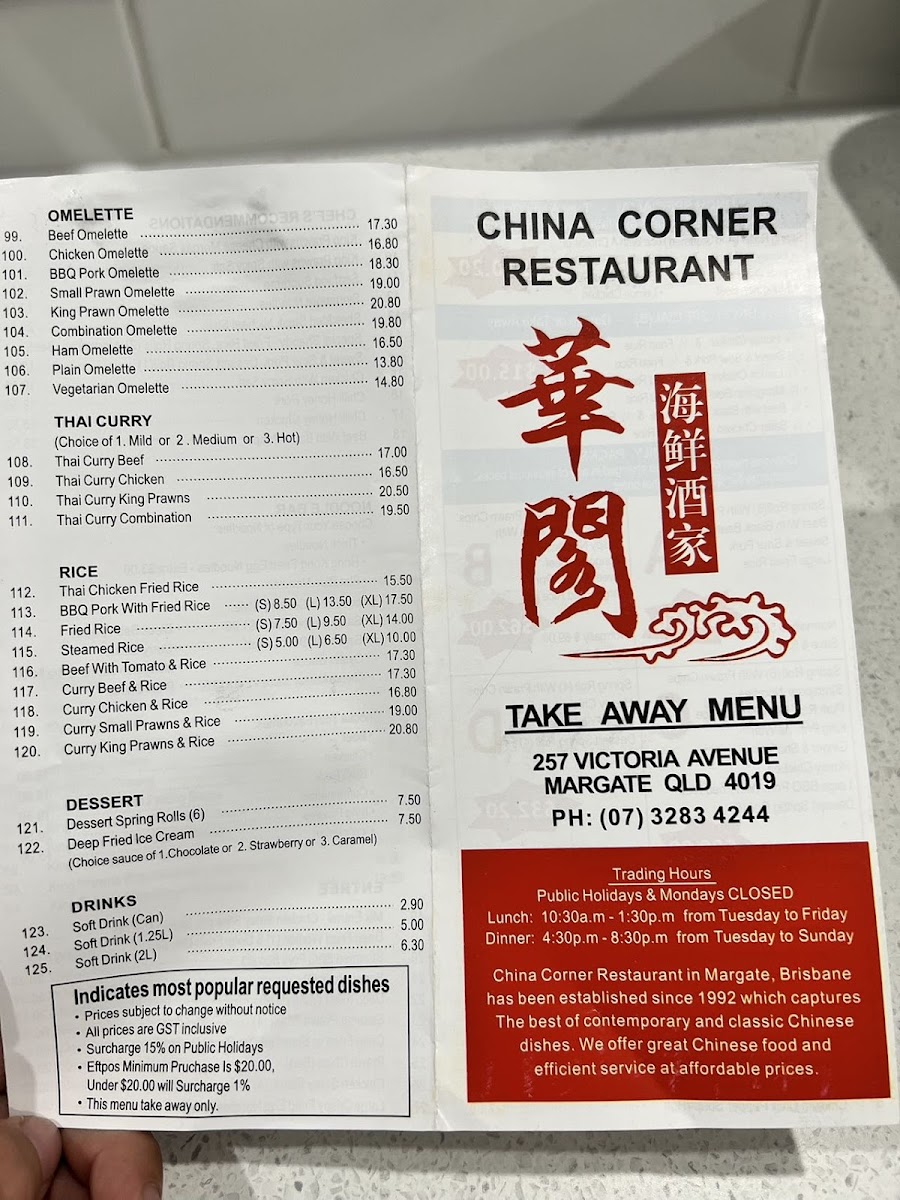 OMELETTE
99. Beef Omelette 17.30
100. Chicken Omelette 16.80
101. BBQ Pork Omelette 18.30
102. Small Prawn Omelette 19.00
103. King Prawn Omelette 20.80
104. Combination Omelette 19.80
105. Ham Omelette 16.50
106. Plain Omelette 13.80
107. Vegetarian Omelette 14.80
THAI CURRY
(Choice of 1. Mild or 2 . Medium or 3. Hot)
108. Thai Curry Beef 17.00
109. Thai Curry Chicken 16.50
110. Thai Curry King Prawns 20.50
111. Thai Curry Combination 19.50
RICE
112. Thai Chicken Fried Rice 15.50
113. BBQ Pork With Fried Rice (S) 8.50 (L) 13.50 (XL) 17.50
114. Fried Rice (S) 7.50 (L) 9.50 (XL) 14.00
115. Steamed Rice (S) 5.00 (L) 6.50 (XL) 10.00
116. Beef With Tomato & Rice 17.30
117. Curry Beef & Rice 17.30
118. Curry Chicken & Rice 16.80
119. Curry Small Prawns & Rice 19.00
120. Curry King Prawns & Rice 20.80
DESSERT
121. Dessert Spring Rolls (6) 7.50
122. Deep Fried Ice Cream 7.50
(Choice sauce of 1.Chocolate or 2. Strawberry or 3. Caramel)
DRINKS
123. Soft Drink (Can) 2.90
124. Soft Drink (1.25L) 5.00
125. Soft Drink (2L) 6.30
Indicates most popular requested dishes
• Prices subject to change without notice
• All prices are GST inclusive
• Surcharge 15% on Public Holidays
• Eftpos Minimum Pruchase Is $20.00,
Under $20.00 will Surcharge 1%
• This menu take away only.
CHINA CORNER
RESTAURANT
華閣
海鮮酒家
TAKE AWAY MENU
257 VICTORIA AVENUE
MARGATE QLD 4019
PH: (07) 3283 4244
Trading Hours
Public Holidays & Mondays CLOSED
Lunch: 10:30a.m - 1:30p.m from Tuesday to Friday
Dinner: 4:30p.m - 8:30p.m from Tuesday to Sunday
China Corner Restaurant in Margate, Brisbane
has been established since 1992 which captures
The best of contemporary and classic Chinese
dishes. We offer great Chinese food and
efficient service at affordable prices.